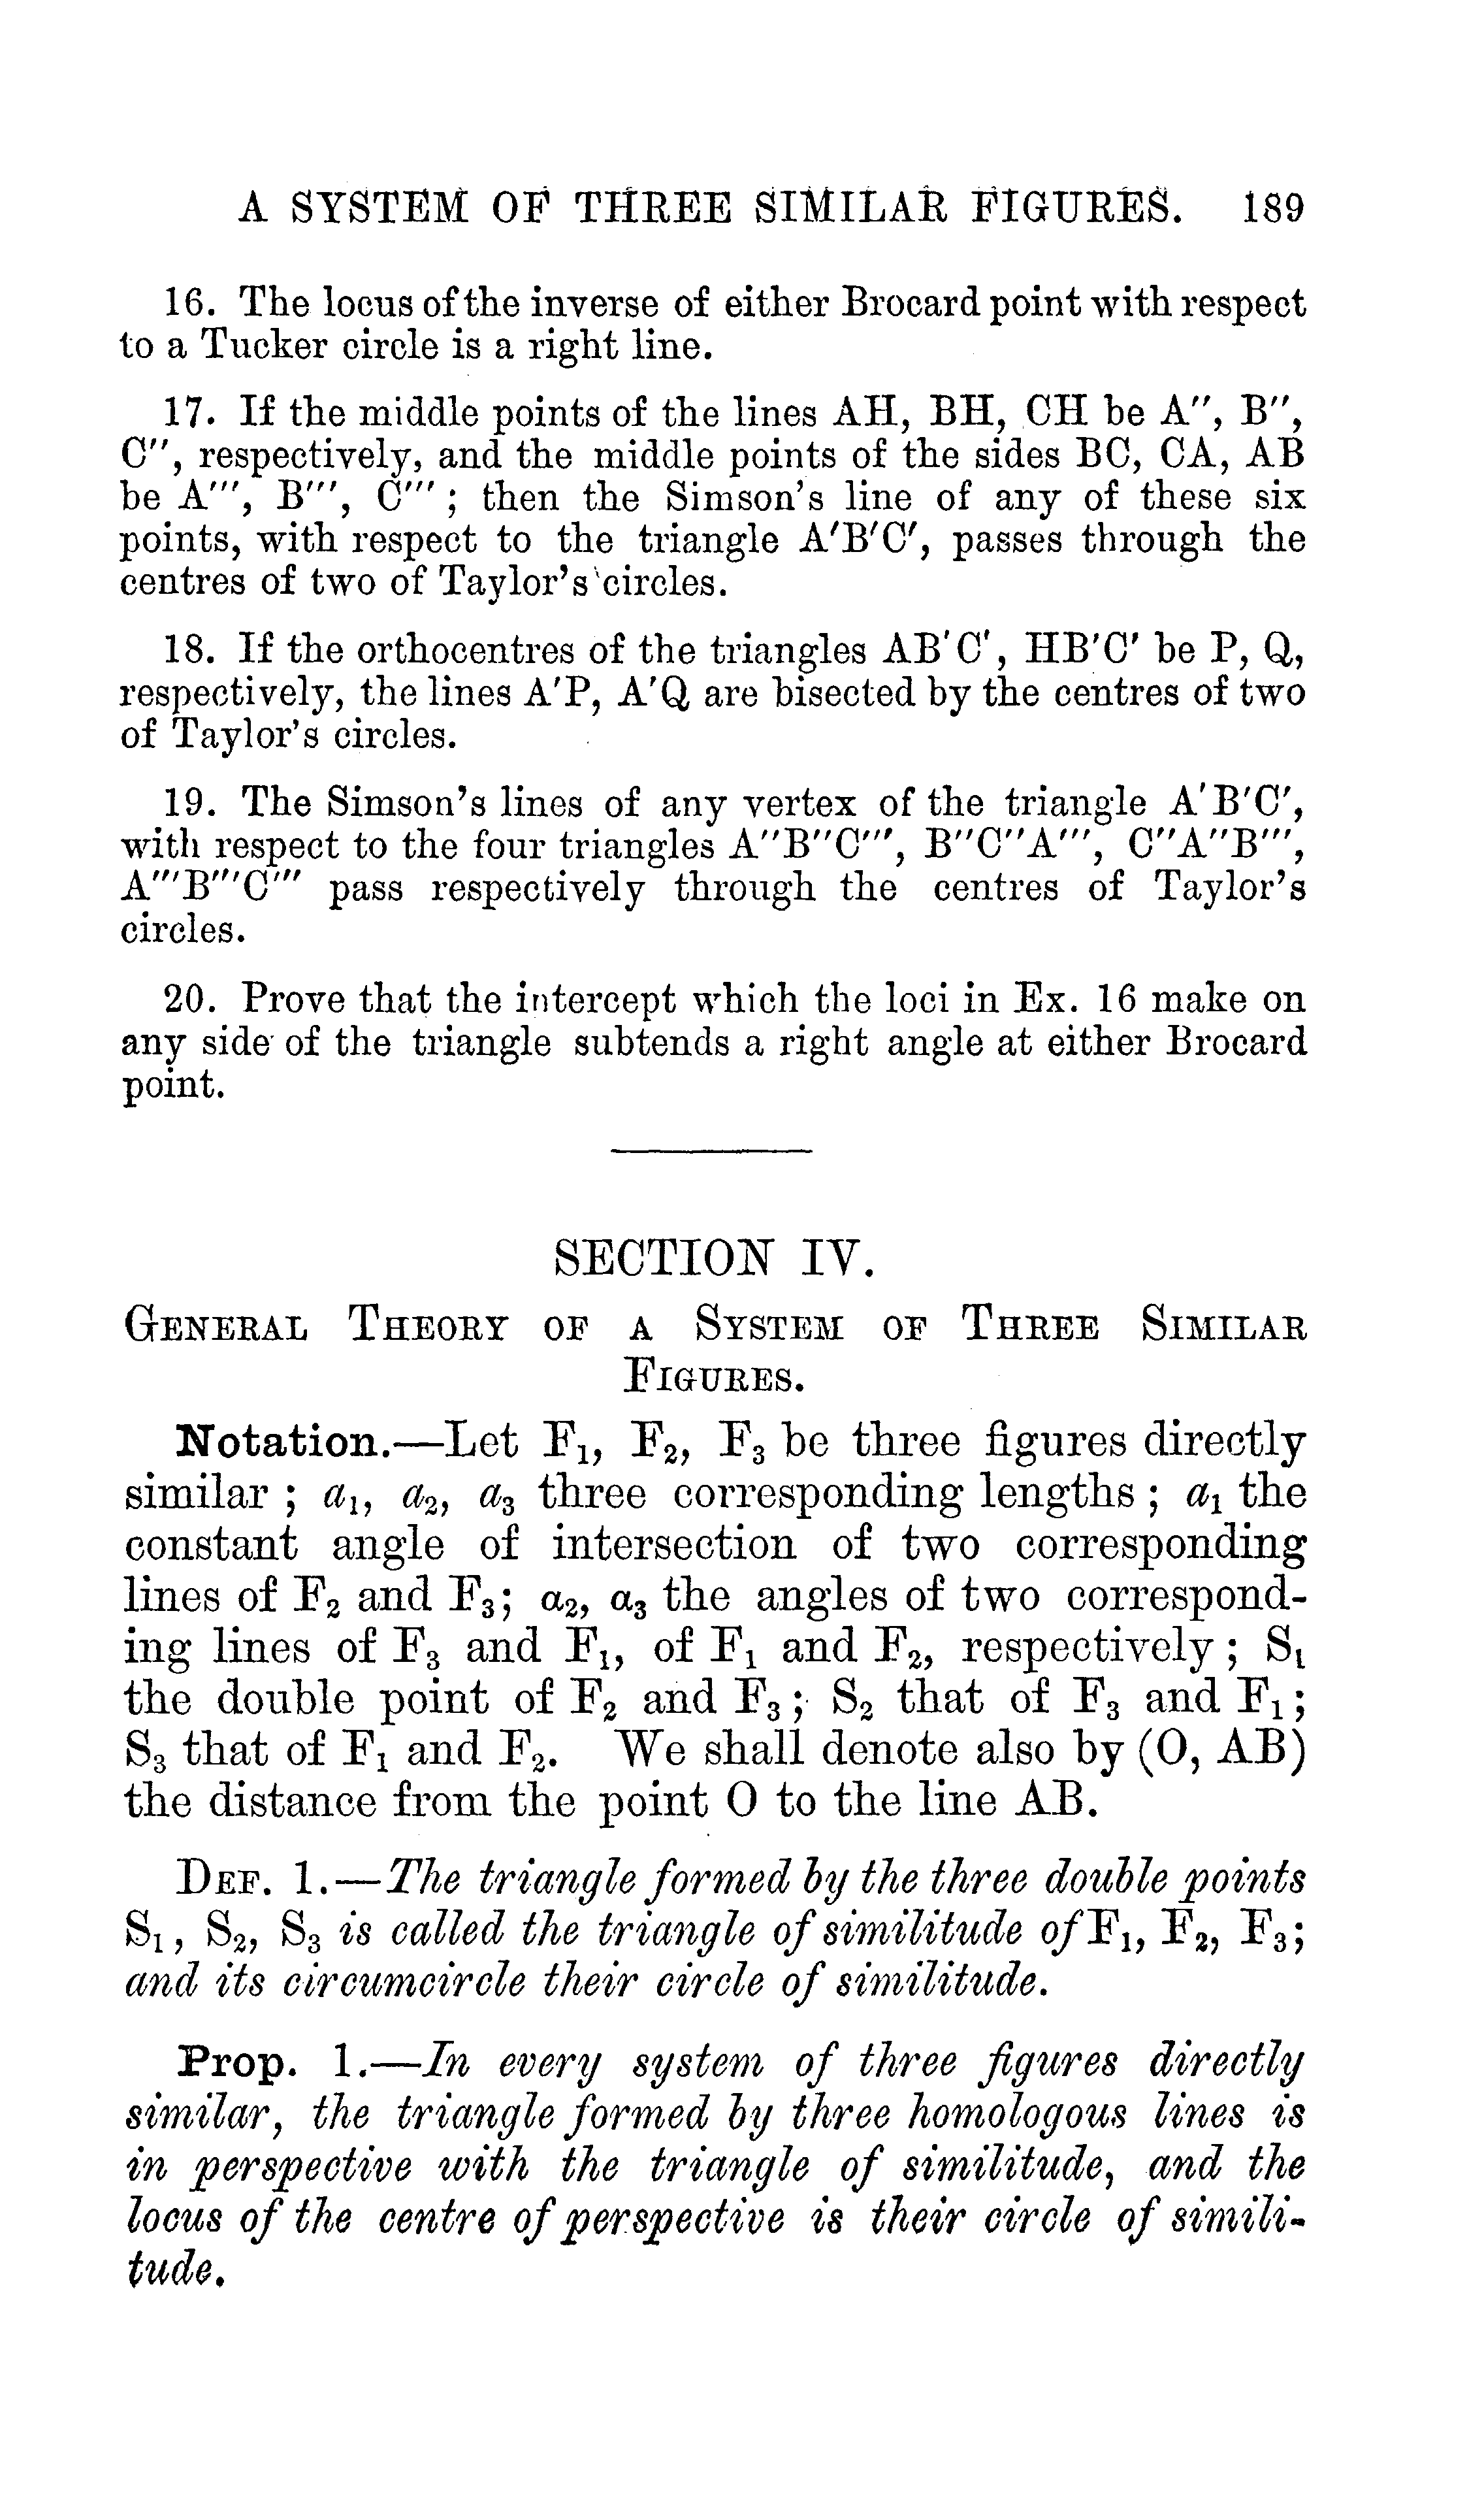 A SYSTEM OF THREE SIMILAR FIGURES. 189
16. The locus of the inverse of either Brocard point with respect
to a Tucker circle is a right line.
17. If the middle points of the lines AH, BH, CH be A″, B″,
C″, respectively, and the middle points of the sides BC, CA, AB
be A‴, B‴, C‴ ; then the Simson's line of any of these six
points, with respect to the triangle A′B′C′, passes through the
centres of two of Taylor's circles.
18. If the orthocentres of the triangles AB′C′, HB′C′ be P, Q,
respectively, the lines A′P, A′Q are bisected by the centres of two
of Taylor's circles.
19. The Simson's lines of any vertex of the triangle A′B′C′,
with respect to the four triangles A″B″C‴, B″C″A‴, C″A″B‴,
A‴B‴C‴ pass respectively through the centres of Taylor's
circles.
20. Prove that the intercept which the loci in Ex. 16 make on
any side of the triangle subtends a right angle at either Brocard
point.
SECTION IV.
GENERAL THEORY OF A SYSTEM OF THREE SIMILAR
FIGURES.
Notation.—Let F₁, F₂, F₃ be three figures directly
similar ; a₁, a₂, a₃ three corresponding lengths ; α₁ the
constant angle of intersection of two corresponding
lines of F₂ and F₃; α₂, α₃ the angles of two correspond-
ing lines of F₃ and F₁, of F₁ and F₂, respectively ; S₁
the double point of F₂ and F₃ ; S₂ that of F₃ and F₁ ;
S₃ that of F₁ and F₂. We shall denote also by (O, AB)
the distance from the point O to the line AB.
DEF. 1.—The triangle formed by the three double points
S₁, S₂, S₃ is called the triangle of similitude of F₁, F₂, F₃;
and its circumcircle their circle of similitude.
Prop. 1.—In every system of three figures directly
similar, the triangle formed by three homologous lines is
in perspective with the triangle of similitude, and the
locus of the centre of perspective is their circle of simili-
tude.